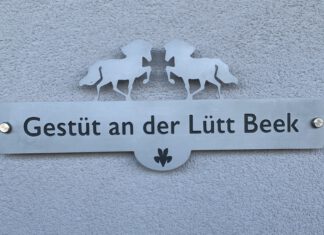 Gestüt an der Lütt Beek